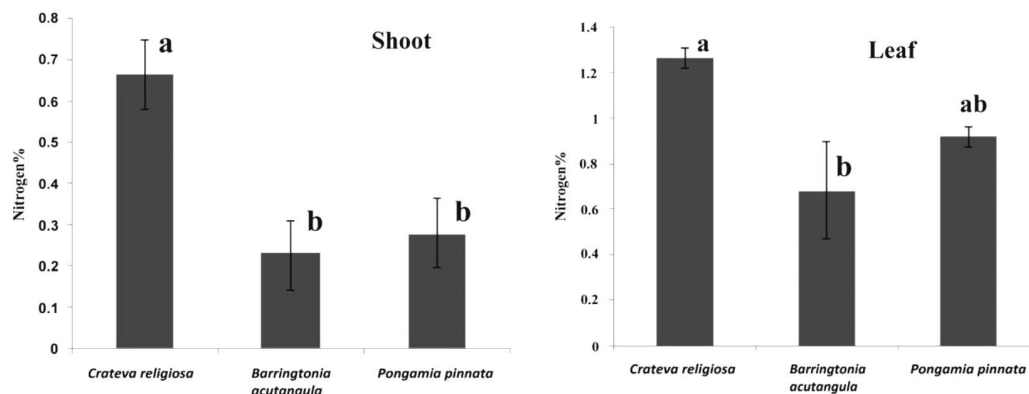 0.8
Shoot
a
0.7
0.6
0.5
Nitrogen%
0.4
b
b
0.3
0.2
0.1
0
Crateva religiosa
Barringtonia
acutangula
Pongamia pinnata
1.4
a
Leaf
1.2
ab
1
Nitrogen%
0.8
b
0.6
0.4
0.2
0
Crateva religiosa
Barringtonia
acutangula
Pongamia pinnata